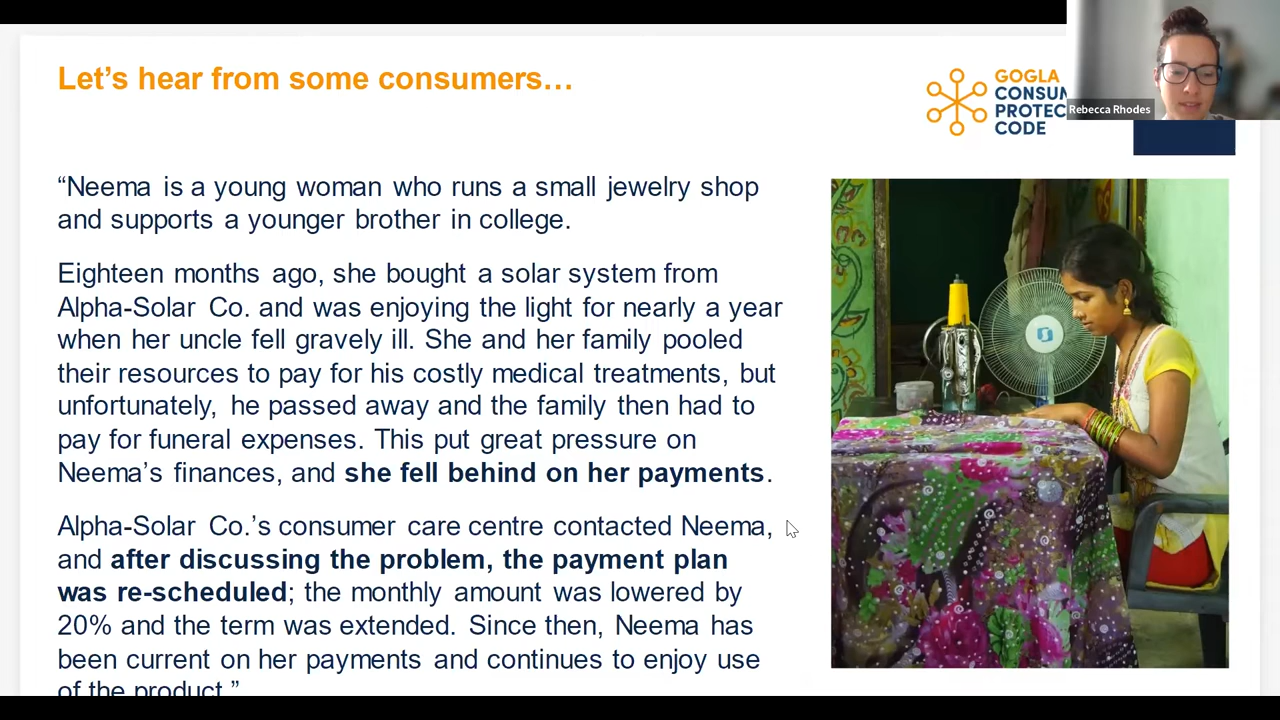 Let’s hear from some consumers…
GOGLA
CONSUM
PROTEC
CODE
Rebecca Rhodes
“Neema is a young woman who runs a small jewelry shop
and supports a younger brother in college.
Eighteen months ago, she bought a solar system from
Alpha-Solar Co. and was enjoying the light for nearly a year
when her uncle fell gravely ill. She and her family pooled
their resources to pay for his costly medical treatments, but
unfortunately, he passed away and the family then had to
pay for funeral expenses. This put great pressure on
Neema’s finances, and she fell behind on her payments.
Alpha-Solar Co.’s consumer care centre contacted Neema,
and after discussing the problem, the payment plan
was re-scheduled; the monthly amount was lowered by
20% and the term was extended. Since then, Neema has
been current on her payments and continues to enjoy use
of the product.”